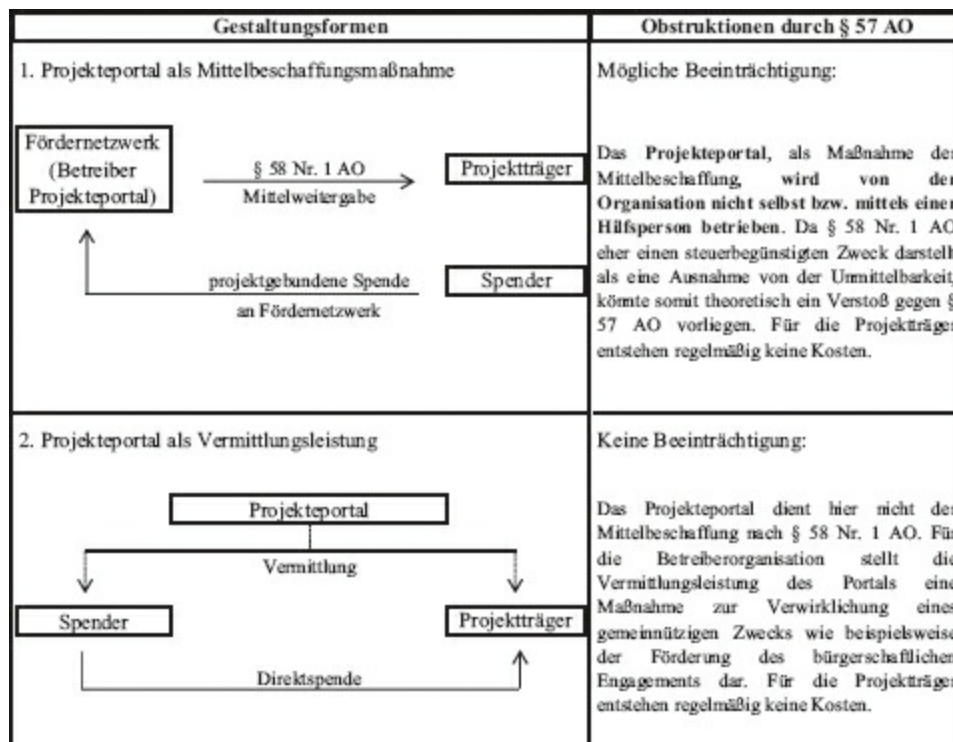 Gestaltungsformen
Obstruktionen durch § 57 AO
1. Projekteportal als Mittelbeschaffungsmaßnahme
Fördernetzwerk
(Betreiber
Projekteportal)
§ 58 Nr. 1 AO
Mittelweitergabe
Projektträger
projektgebundene Spende
an Fördernetzwerk
Spender
Mögliche Beeinträchtigung:
Das Projekteportal, als Maßnahme der
Mittelbeschaffung, wird von der
Organisation nicht selbst bzw. mittels einer
Hilfsperson betrieben. Da § 58 Nr. 1 AO
eher einen steuerbegünstigten Zweck darstellt
als eine Ausnahme von der Unmittelbarkeit,
könnte somit theoretisch ein Verstoß gegen §
57 AO vorliegen. Für die Projektträger
entstehen regelmäßig keine Kosten.
2. Projekteportal als Vermittlungsleistung
Projekteportal
Vermittlung
Spender
Projektträger
Direktspende
Keine Beeinträchtigung:
Das Projekteportal dient hier nicht der
Mittelbeschaffung nach § 58 Nr. 1 AO. Für
die Betreiberorganisation stellt die
Vermittlungsleistung des Portals eine
Maßnahme zur Verwirklichung eines
gemeinnützigen Zwecks wie beispielsweise
der Förderung des bürgerschaftlichen
Engagements dar. Für die Projektträger
entstehen regelmäßig keine Kosten.